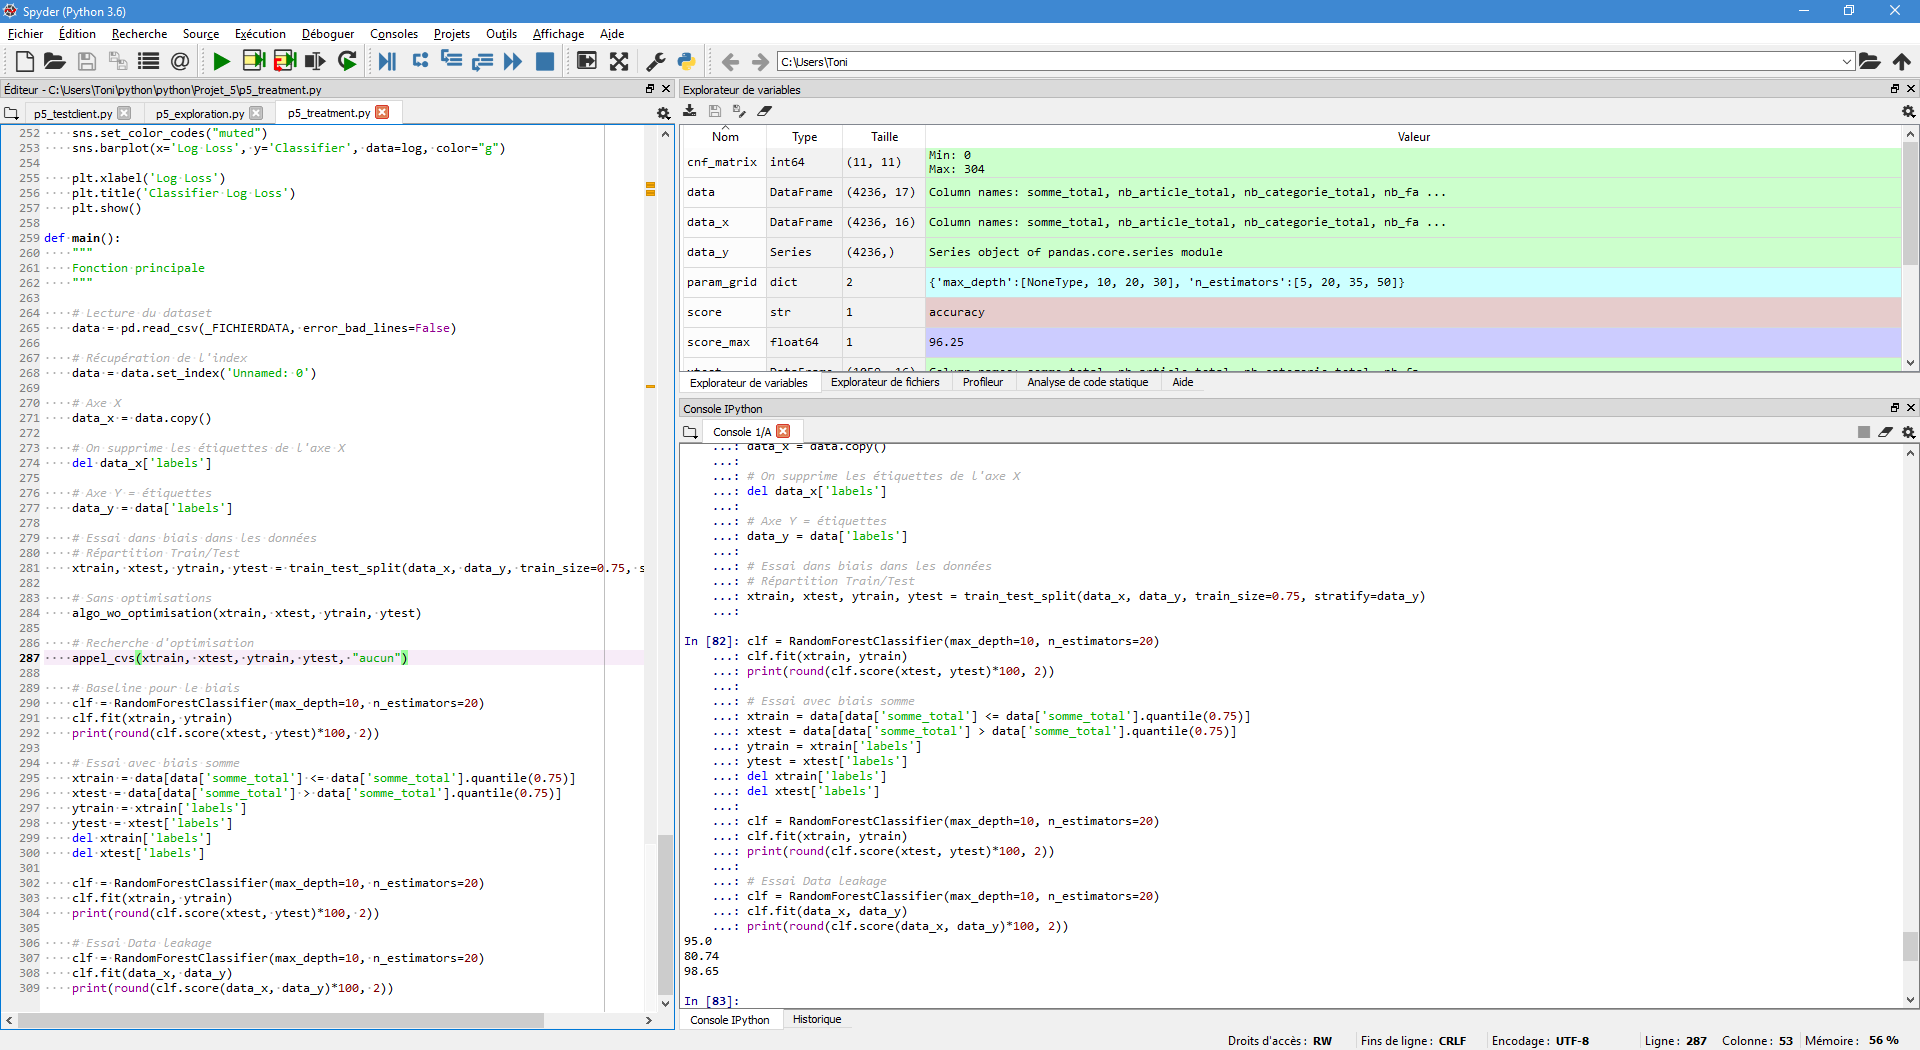 Spyder (Python 3.6)
Fichier Édition Recherche Source Exécution Déboguer Consoles Projets Outils Affichage Aide
C:\Users\Toni
Éditeur - C:\Users\Toni\python\python\Projet_5\p5_treatment.py
p5_testclient.py p5_exploration.py p5_treatment.py
252 ····sns.set_color_codes("muted")
253 ····sns.barplot(x='Log·Loss',·y='Classifier',·data=log,·color="g")
254
255 ····plt.xlabel('Log·Loss')
256 ····plt.title('Classifier·Log·Loss')
257 ····plt.show()
258
259 def·main():
260 ····"""
261 ····Fonction·principale
262 ····"""
263
264 ····#·Lecture·du·dataset
265 ····data·=·pd.read_csv(_FICHIERDATA,·error_bad_lines=False)
266
267 ····#·Récupération·de·l'index
268 ····data·=·data.set_index('Unnamed:·0')
269
270 ····#·Axe·X
271 ····data_x·=·data.copy()
272
273 ····#·On·supprime·les·étiquettes·de·l'axe·X
274 ····del·data_x['labels']
275
276 ····#·Axe·Y·=·étiquettes
277 ····data_y·=·data['labels']
278
279 ····#·Essai·dans·biais·dans·les·données
280 ····#·Répartition·Train/Test
281 ····xtrain,·xtest,·ytrain,·ytest·=·train_test_split(data_x,·data_y,·train_size=0.75,·s
282
283 ····#·Sans·optimisations
284 ····algo_wo_optimisation(xtrain,·xtest,·ytrain,·ytest)
285
286 ····#·Recherche·d'optimisation
287 ····appel_cvs(xtrain,·xtest,·ytrain,·ytest,·"aucun")
288
289 ····#·Baseline·pour·le·biais
290 ····clf·=·RandomForestClassifier(max_depth=10,·n_estimators=20)
291 ····clf.fit(xtrain,·ytrain)
292 ····print(round(clf.score(xtest,·ytest)*100,·2))
293
294 ····#·Essai·avec·biais·somme
295 ····xtrain·=·data[data['somme_total']·<=·data['somme_total'].quantile(0.75)]
296 ····xtest·=·data[data['somme_total']·>·data['somme_total'].quantile(0.75)]
297 ····ytrain·=·xtrain['labels']
298 ····ytest·=·xtest['labels']
299 ····del·xtrain['labels']
300 ····del·xtest['labels']
301
302 ····clf·=·RandomForestClassifier(max_depth=10,·n_estimators=20)
303 ····clf.fit(xtrain,·ytrain)
304 ····print(round(clf.score(xtest,·ytest)*100,·2))
305
306 ····#·Essai·Data·leakage
307 ····clf·=·RandomForestClassifier(max_depth=10,·n_estimators=20)
308 ····clf.fit(data_x,·data_y)
309 ····print(round(clf.score(data_x,·data_y)*100,·2))
Explorateur de variables
Nom Type Taille Valeur
cnf_matrix int64 (11, 11) Min: 0
Max: 304
data DataFrame (4236, 17) Column names: somme_total, nb_article_total, nb_categorie_total, nb_fa ...
data_x DataFrame (4236, 16) Column names: somme_total, nb_article_total, nb_categorie_total, nb_fa ...
data_y Series (4236,) Series object of pandas.core.series module
param_grid dict 2 {'max_depth':[NoneType, 10, 20, 30], 'n_estimators':[5, 20, 35, 50]}
score str 1 accuracy
score_max float64 1 96.25
Explorateur de variables Explorateur de fichiers Profileur Analyse de code statique Aide
Console IPython
Console 1/A
...: data_x = data.copy()
...:
...: # On supprime les étiquettes de l'axe X
...: del data_x['labels']
...:
...: # Axe Y = étiquettes
...: data_y = data['labels']
...:
...: # Essai dans biais dans les données
...: # Répartition Train/Test
...: xtrain, xtest, ytrain, ytest = train_test_split(data_x, data_y, train_size=0.75, stratify=data_y)
...:
In [82]: clf = RandomForestClassifier(max_depth=10, n_estimators=20)
...: clf.fit(xtrain, ytrain)
...: print(round(clf.score(xtest, ytest)*100, 2))
...:
...: # Essai avec biais somme
...: xtrain = data[data['somme_total'] <= data['somme_total'].quantile(0.75)]
...: xtest = data[data['somme_total'] > data['somme_total'].quantile(0.75)]
...: ytrain = xtrain['labels']
...: ytest = xtest['labels']
...: del xtrain['labels']
...: del xtest['labels']
...:
...: clf = RandomForestClassifier(max_depth=10, n_estimators=20)
...: clf.fit(xtrain, ytrain)
...: print(round(clf.score(xtest, ytest)*100, 2))
...:
...: # Essai Data leakage
...: clf = RandomForestClassifier(max_depth=10, n_estimators=20)
...: clf.fit(data_x, data_y)
...: print(round(clf.score(data_x, data_y)*100, 2))
95.0
80.74
98.65
In [83]:
Console IPython Historique
Droits d'accès : RW Fins de ligne : CRLF Encodage : UTF-8 Ligne : 287 Colonne : 53 Mémoire : 56 %